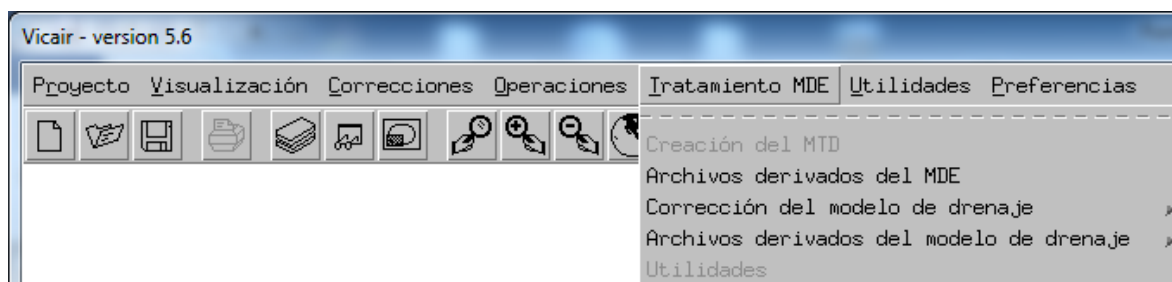 Vicair - version 5.6
Proyecto Visualización Correcciones Operaciones Tratamiento MDE Utilidades Preferencias
Creación del MTD
Archivos derivados del MDE
Corrección del modelo de drenaje
Archivos derivados del modelo de drenaje
Utilidades